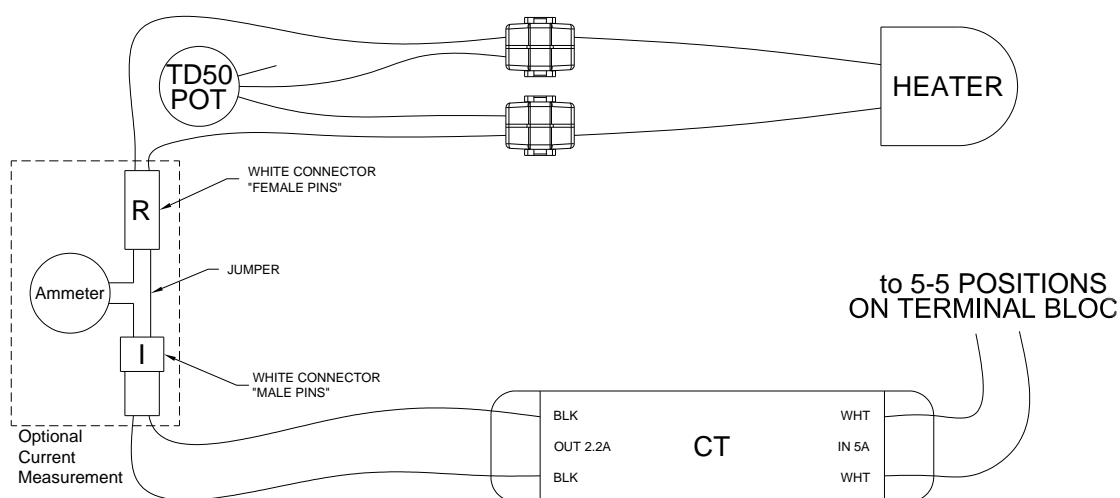 TD50
POT
HEATER
WHITE CONNECTOR
"FEMALE PINS"
R
JUMPER
Ammeter
to 5-5 POSITIONS
ON TERMINAL BLOC
I
WHITE CONNECTOR
"MALE PINS"
BLK
WHT
OUT 2.2A
CT
IN 5A
BLK
WHT
Optional
Current
Measurement